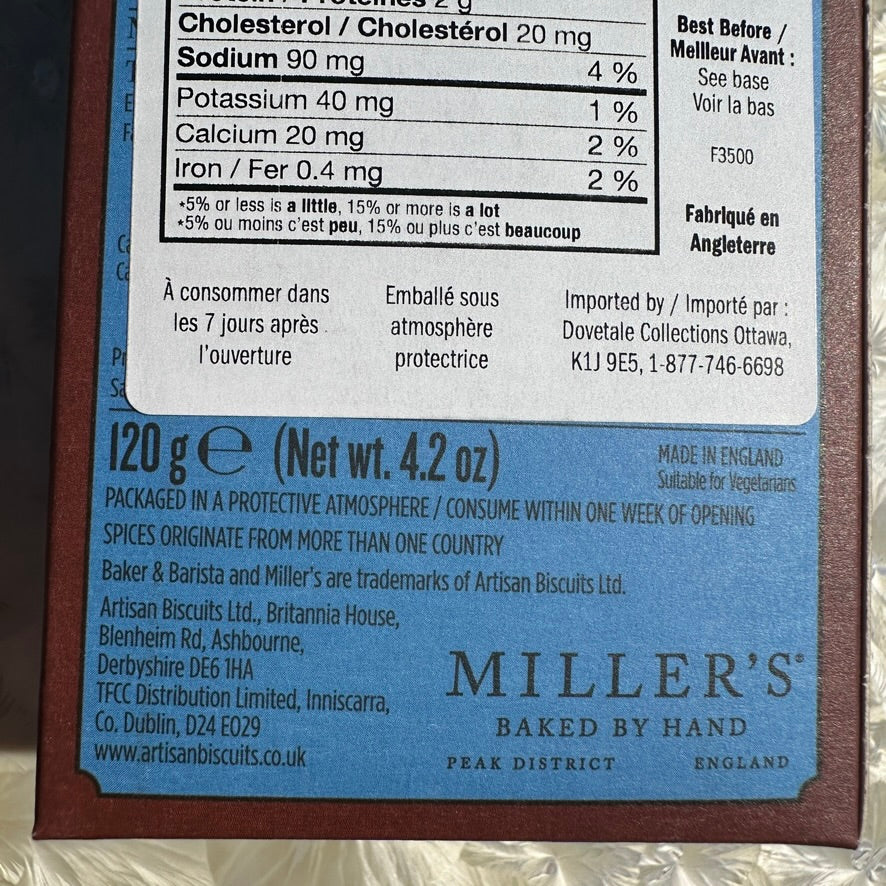 Protéines 2 g
Cholesterol / Cholestérol 20 mg
Sodium 90 mg 4 %
Potassium 40 mg 1 %
Calcium 20 mg 2 %
Iron / Fer 0.4 mg 2 %
*5% or less is a little, 15% or more is a lot
*5% ou moins c'est peu, 15% ou plus c'est beaucoup
Best Before /
Meilleur Avant :
See base
Voir la bas
F3500
Fabriqué en
Angleterre
À consommer dans
les 7 jours après
l'ouverture
Emballé sous
atmosphère
protectrice
Imported by / Importé par :
Dovetale Collections Ottawa,
K1J 9E5, 1-877-746-6698
120 g e (Net wt. 4.2 oz)
MADE IN ENGLAND
Suitable for Vegetarians
PACKAGED IN A PROTECTIVE ATMOSPHERE / CONSUME WITHIN ONE WEEK OF OPENING
SPICES ORIGINATE FROM MORE THAN ONE COUNTRY
Baker & Barista and Miller's are trademarks of Artisan Biscuits Ltd.
Artisan Biscuits Ltd., Britannia House,
Blenheim Rd, Ashbourne,
Derbyshire DE6 1HA
TFCC Distribution Limited, Inniscarra,
Co. Dublin, D24 E029
www.artisanbiscuits.co.uk
MILLER'S®
BAKED BY HAND
PEAK DISTRICT ENGLAND